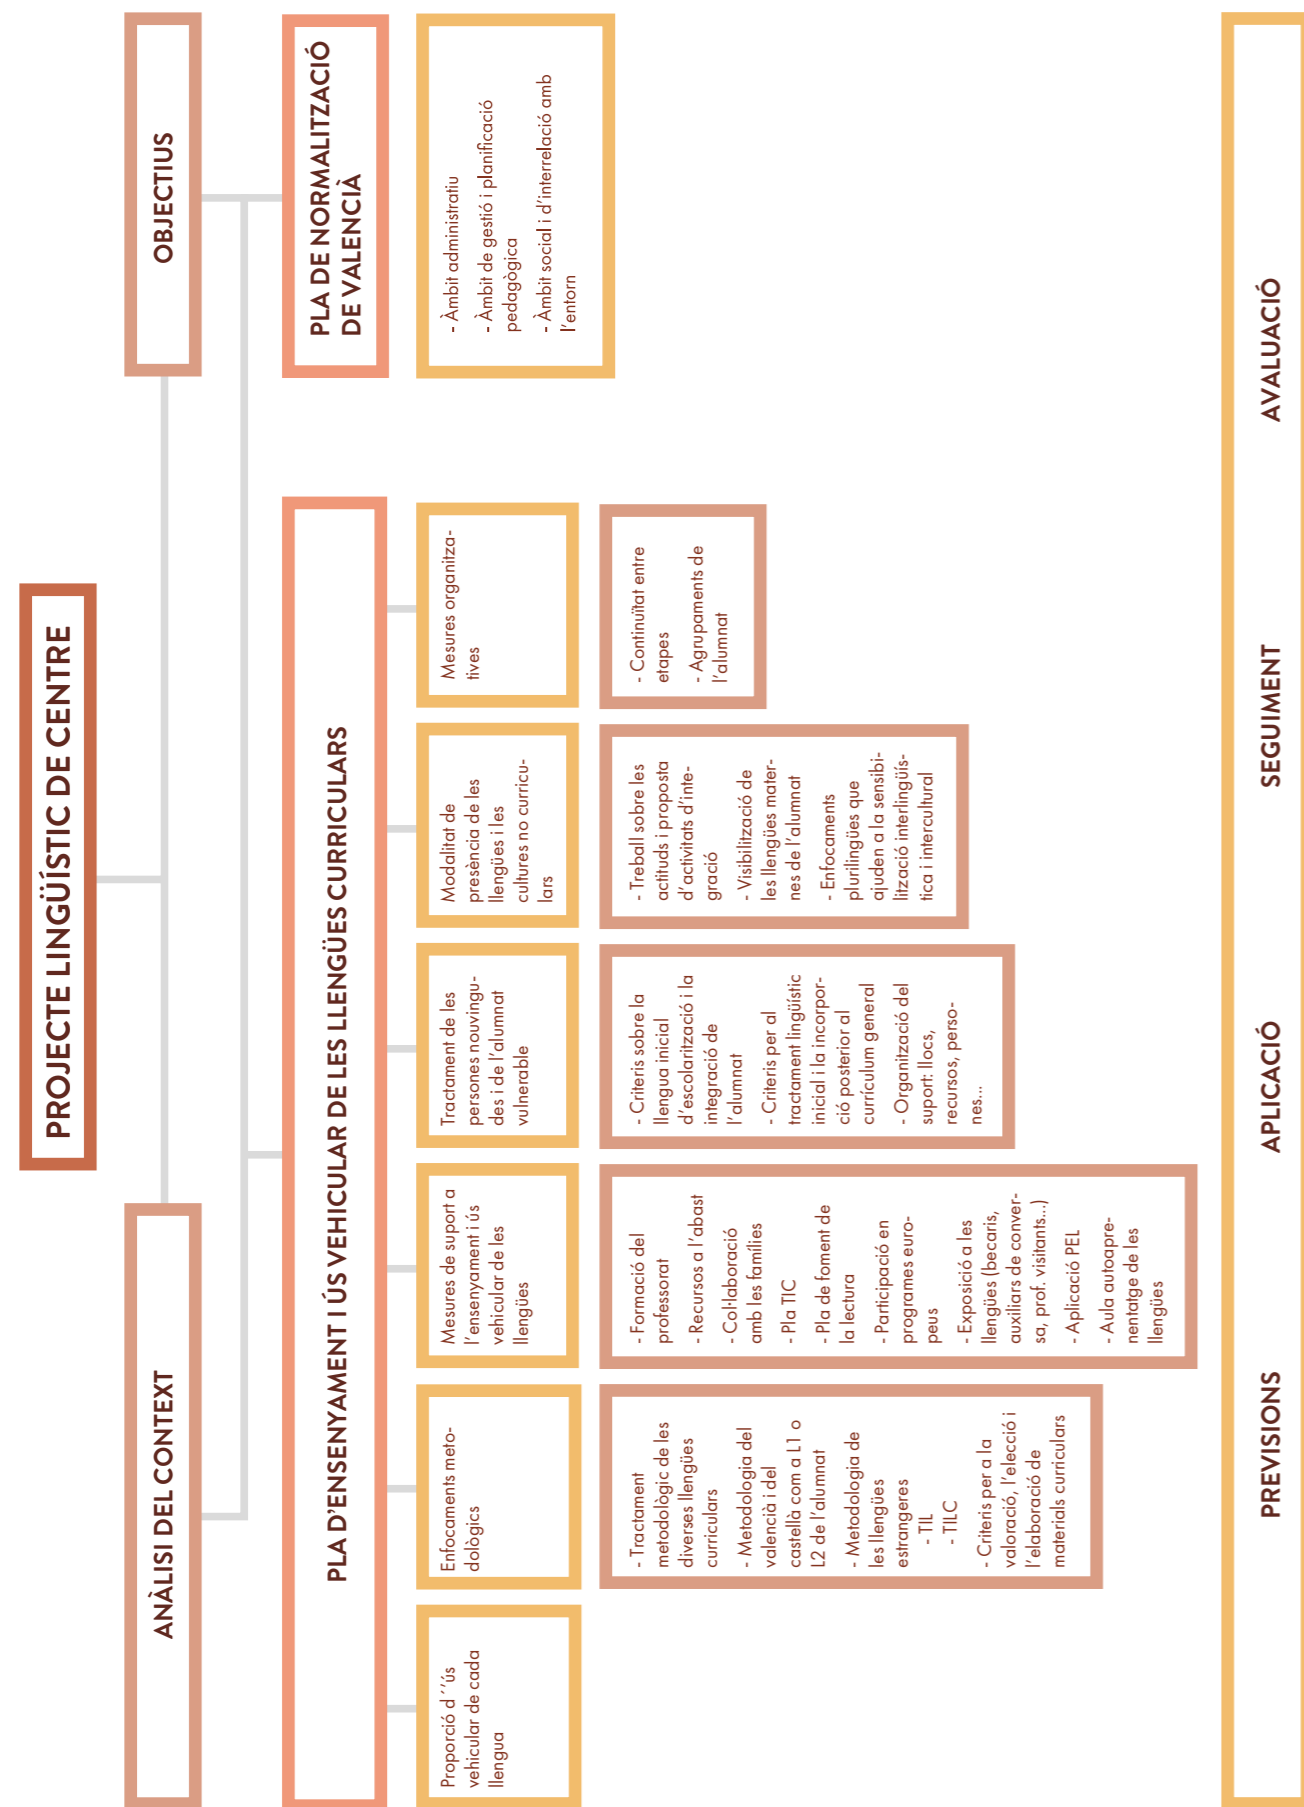 PROJECTE LINGÜÍSTIC DE CENTRE
ANÀLISI DEL CONTEXT
OBJECTIUS
PLA D'ENSENYAMENT I ÚS VEHICULAR DE LES LLENGÜES CURRICULARS
PLA DE NORMALITZACIÓ
DE VALENCIÀ
Proporció d´´ús
vehicular de cada
llengua
Enfocaments meto-
dològics
- Tractament
metodològic de les
diverses llengües
curriculars
- Metodologia del
valencià i del
castellà com a L1 o
L2 de l'alumnat
- Metodologia de
les llengües
estrangeres
- TIL
- TILC
- Criteris per a la
valoració, l'elecció i
l'elaboració de
materials curriculars
Mesures de suport a
l'ensenyament i ús
vehicular de les
llengües
- Formació del
professorat
- Recursos a l'abast
- Col·laboració
amb les famílies
- Pla TIC
- Pla de foment de
la lectura
- Participació en
programes euro-
peus
- Exposició a les
llengües (becaris,
auxiliars de conver-
sa, prof. visitants...)
- Aplicació PEL
- Aula autoapre-
nentatge de les
llengües
Tractament de les
persones nouvingu-
des i de l'alumnat
vulnerable
- Criteris sobre la
llengua inicial
d'escolarització i la
integració de
l'alumnat
- Criteris per al
tractament lingüístic
inicial i la incorpor-
ció posterior al
currículum general
- Organització del
suport: llocs,
recursos, perso-
nes...
Modalitat de
presència de les
llengües i les
cultures no curricu-
lars
- Treball sobre les
actituds i proposta
d'activitats d'inte-
gració
- Visibilització de
les llengües mater-
nes de l'alumnat
- Enfocaments
plurilingües que
ajuden a la sensibi-
lització interlingüís-
tica i intercultural
Mesures organitza-
tives
- Continuïtat entre
etapes
- Agrupaments de
l'alumnat
- Àmbit administratiu
- Àmbit de gestió i planificació
pedagògica
- Àmbit social i d'interrelació amb
l'entorn
PREVISIONS
APLICACIÓ
SEGUIMENT
AVALUACIÓ